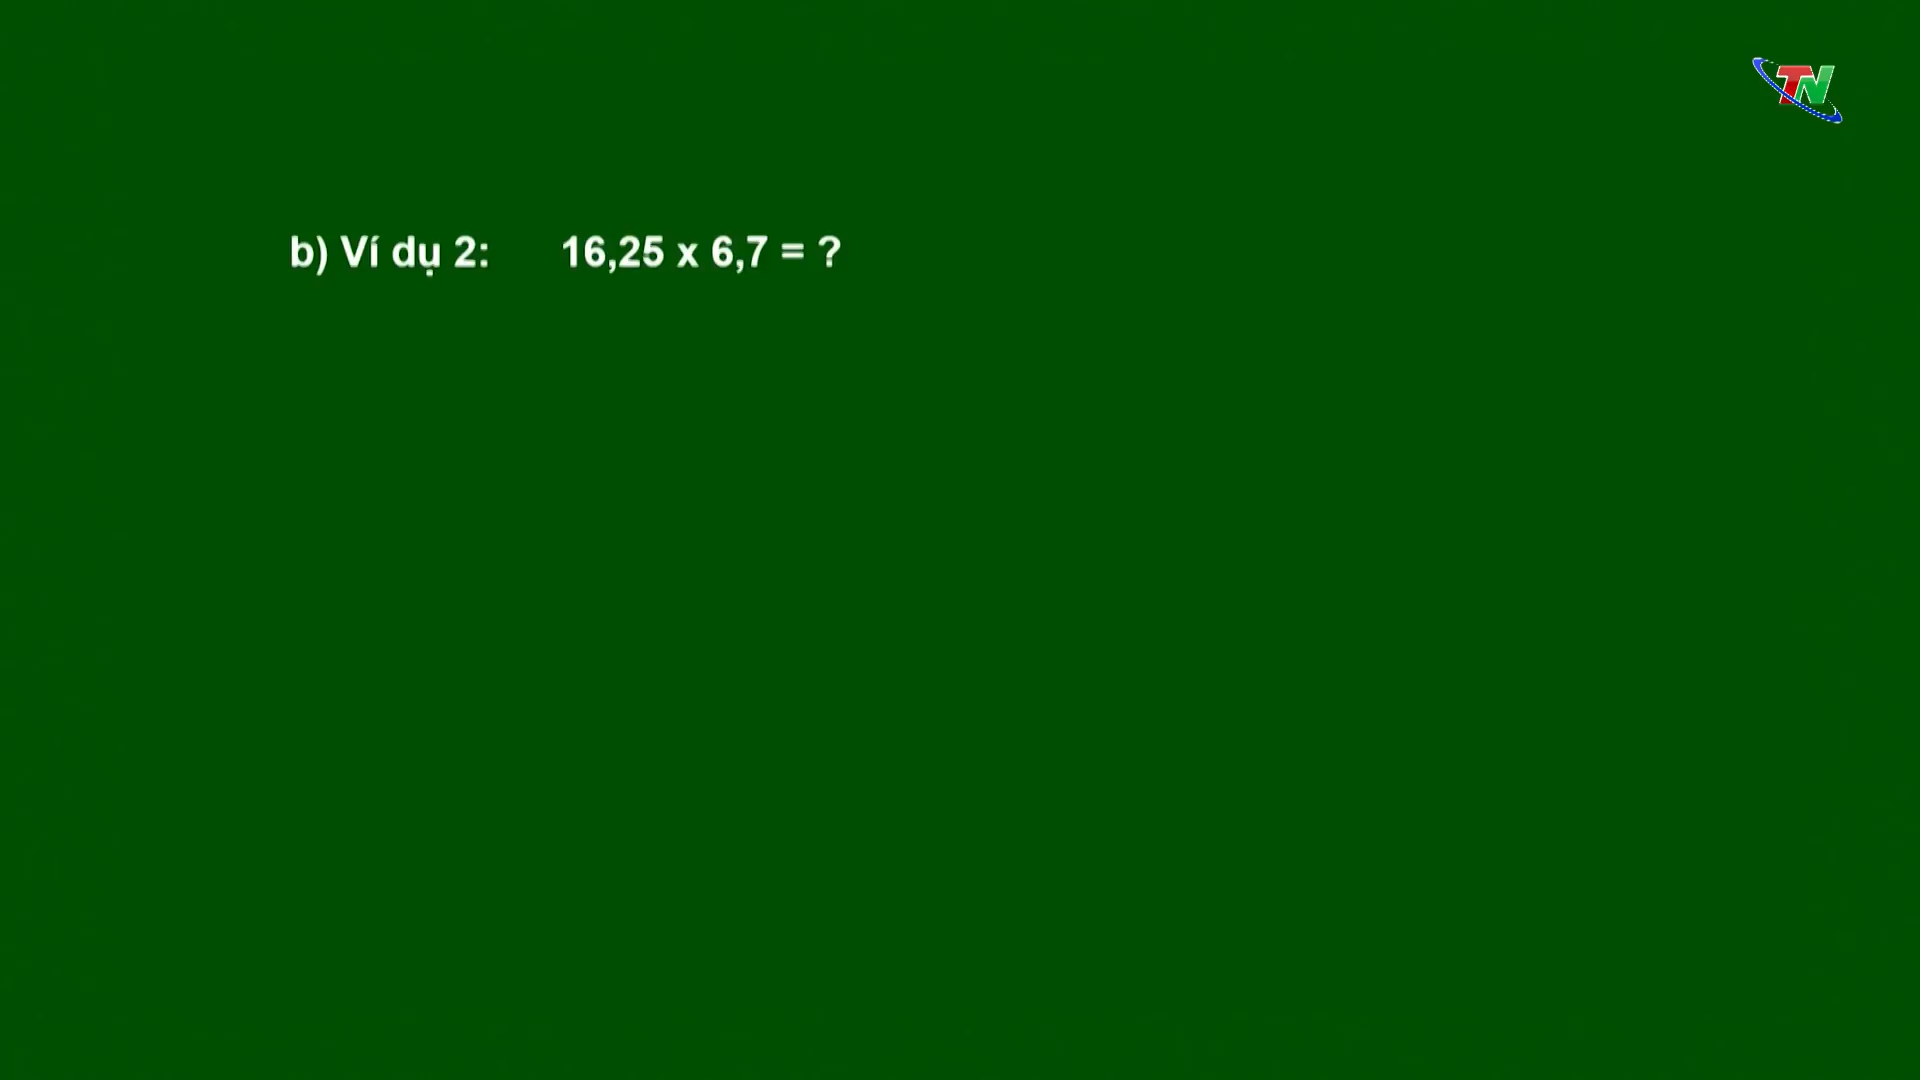 TN
b) Ví dụ 2: 16,25 x 6,7 = ?